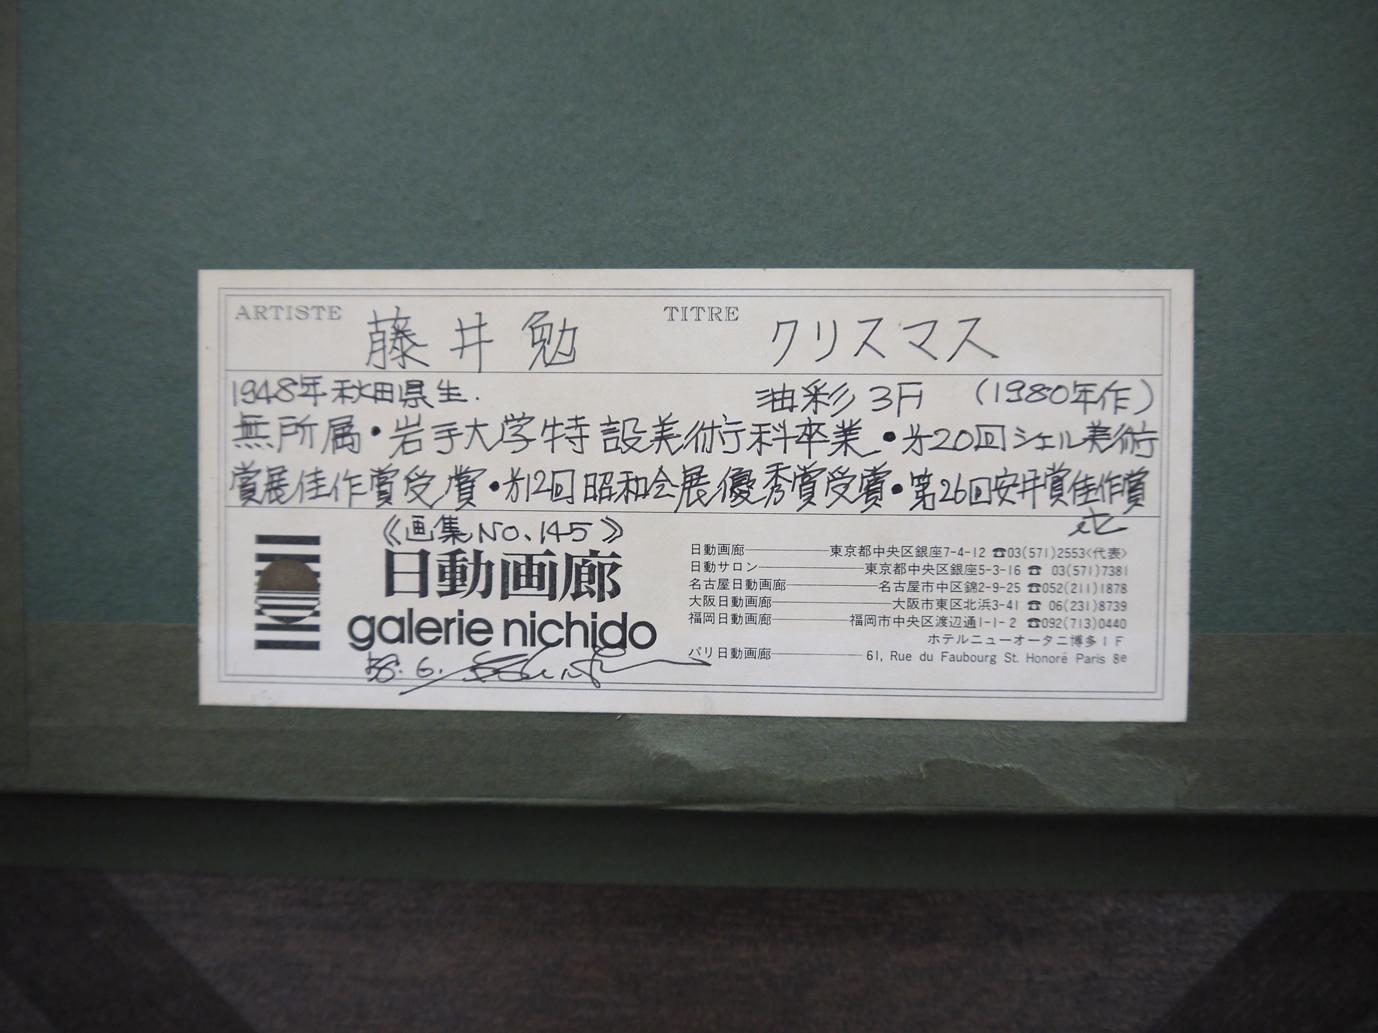 ARTISTE 藤井勉 TITRE クリスマス
1948年秋田県生. 油彩3F (1980年作)
無所属・岩手大学特設美術科卒業・才20回シェル美術
賞展佳作賞受賞・才12回昭和会展優秀賞受賞・第26回安井賞佳作賞
etc
《画集No.145》
日動画廊
galerie nichido
58.6.
日動画廊 東京都中央区銀座7-4-12 ☎03(571)2553<代表>
日動サロン 東京都中央区銀座5-3-16 ☎ 03(571)7381
名古屋日動画廊 名古屋市中区錦2-9-25 ☎052(211)1878
大阪日動画廊 大阪市東区北浜3-41 ☎ 06(231)8739
福岡日動画廊 福岡市中央区渡辺通1-1-2 ☎092(713)0440
ホテルニューオータニ博多1F
パリ日動画廊 61, Rue du Faubourg St. Honoré Paris 8e